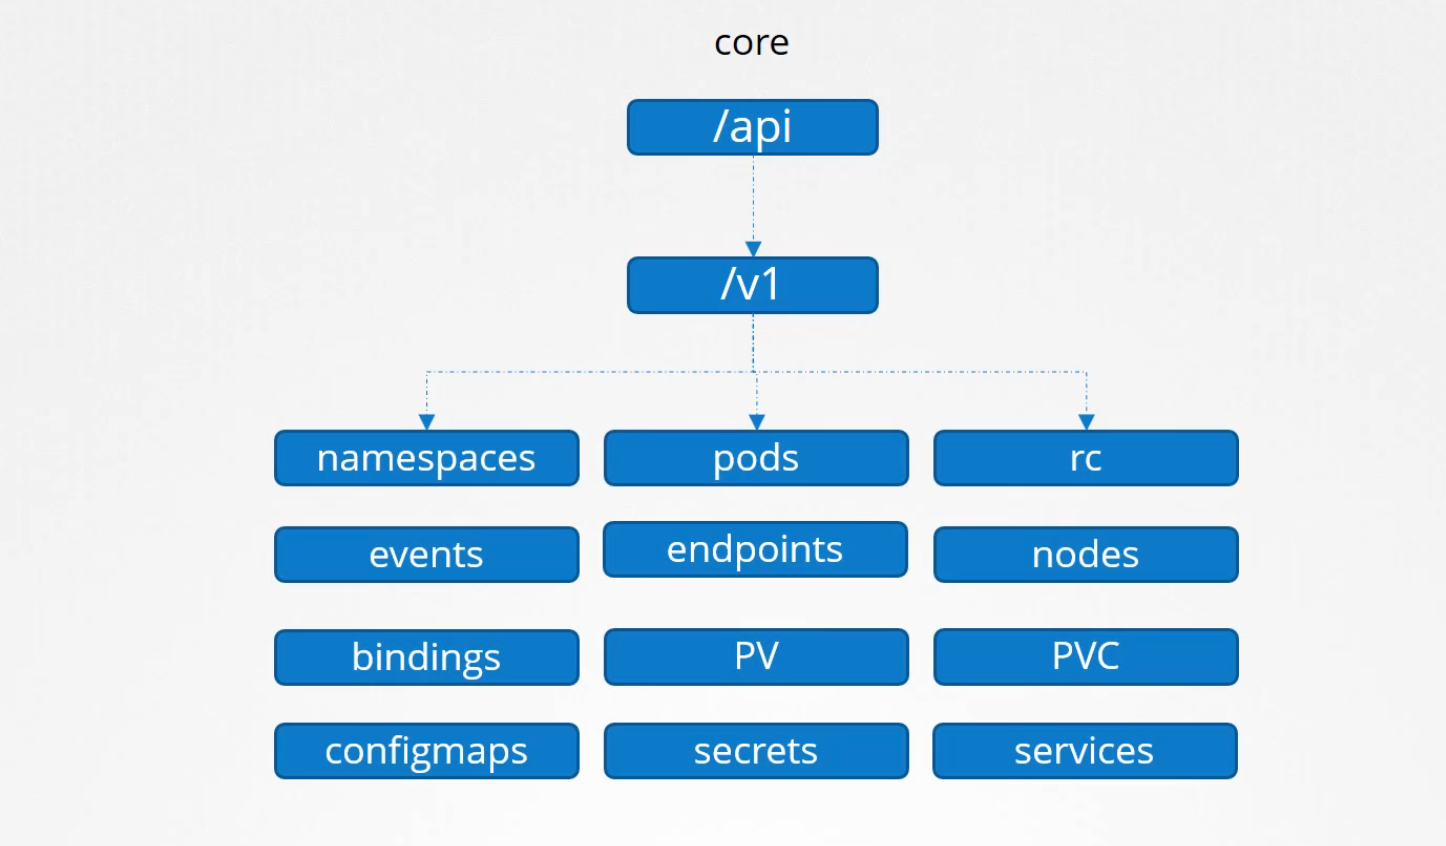 core
/api
/v1
namespaces
pods
rc
events
endpoints
nodes
bindings
PV
PVC
configmaps
secrets
services